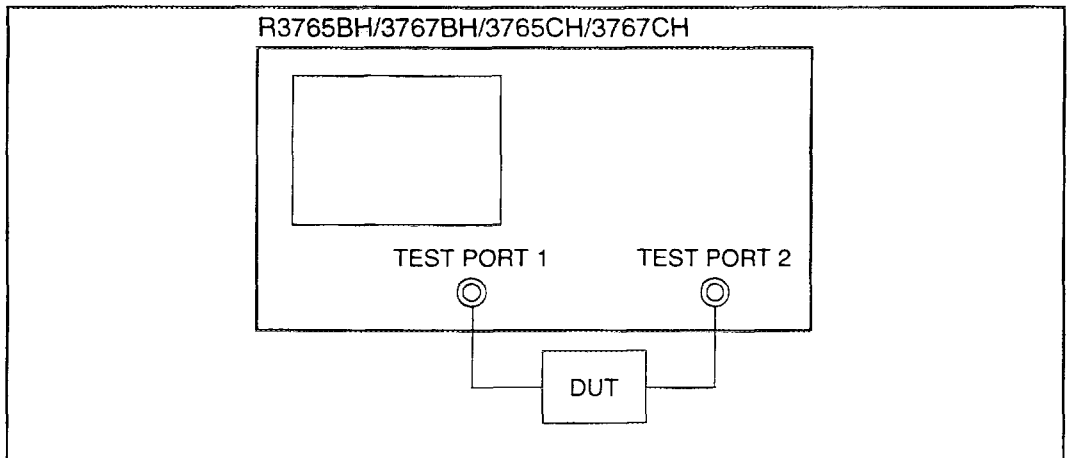 R3765BH/3767BH/3765CH/3767CH
TEST PORT 1 TEST PORT 2
DUT